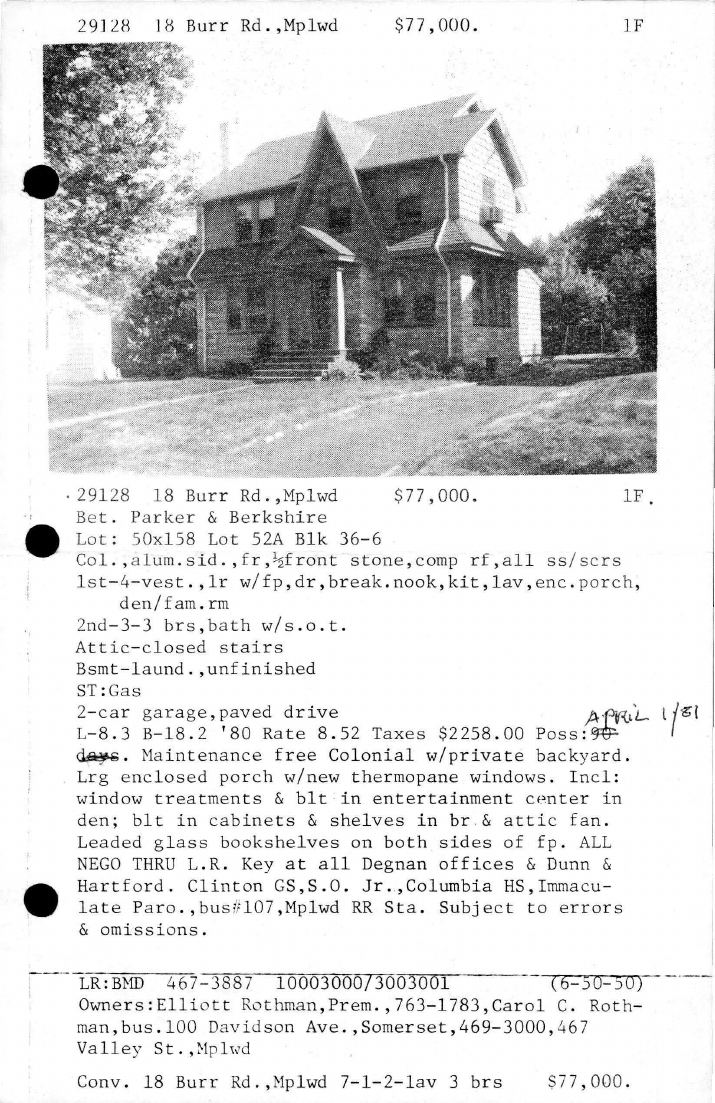 29128 18 Burr Rd.,Mplwd $77,000. 1F
29128 18 Burr Rd.,Mplwd $77,000. 1F.
Bet. Parker & Berkshire
Lot: 50x158 Lot 52A Blk 36-6
Col.,alum.sid.,fr,½front stone,comp rf,all ss/scrs
1st-4-vest.,lr w/fp,dr,break.nook,kit,lav,enc.porch,
den/fam.rm
2nd-3-3 brs,bath w/s.o.t.
Attic-closed stairs
Bsmt-laund.,unfinished
ST:Gas
2-car garage,paved drive APRIL 1/81
L-8.3 B-18.2 '80 Rate 8.52 Taxes $2258.00 Poss:90
days. Maintenance free Colonial w/private backyard.
Lrg enclosed porch w/new thermopane windows. Incl:
window treatments & blt in entertainment center in
den; blt in cabinets & shelves in br & attic fan.
Leaded glass bookshelves on both sides of fp. ALL
NEGO THRU L.R. Key at all Degnan offices & Dunn &
Hartford. Clinton GS,S.O. Jr.,Columbia HS,Immacu-
late Paro.,bus#107,Mplwd RR Sta. Subject to errors
& omissions.
LR:BMD 467-3887 10003000/3003001 (6-50-50)
Owners:Elliott Rothman,Prem.,763-1783,Carol C. Roth-
man,bus.100 Davidson Ave.,Somerset,469-3000,467
Valley St.,Mplwd
Conv. 18 Burr Rd.,Mplwd 7-1-2-lav 3 brs $77,000.